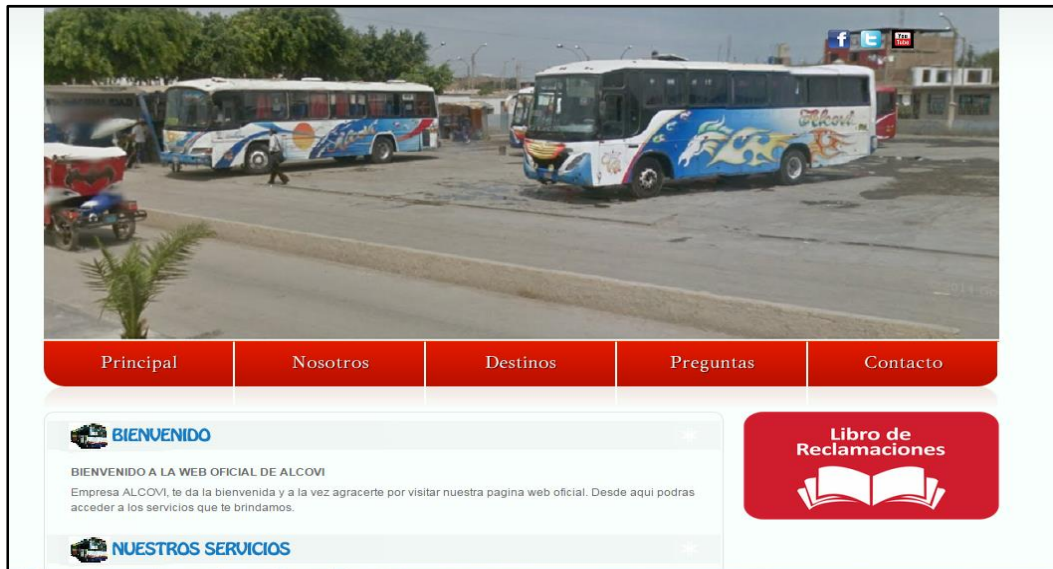 f t You Tube
Alcovi
Principal Nosotros Destinos Preguntas Contacto
BIENVENIDO
BIENVENIDO A LA WEB OFICIAL DE ALCOVI
Empresa ALCOVI, te da la bienvenida y a la vez agracerte por visitar nuestra pagina web oficial. Desde aqui podras
acceder a los servicios que te brindamos.
NUESTROS SERVICIOS
Libro de
Reclamaciones